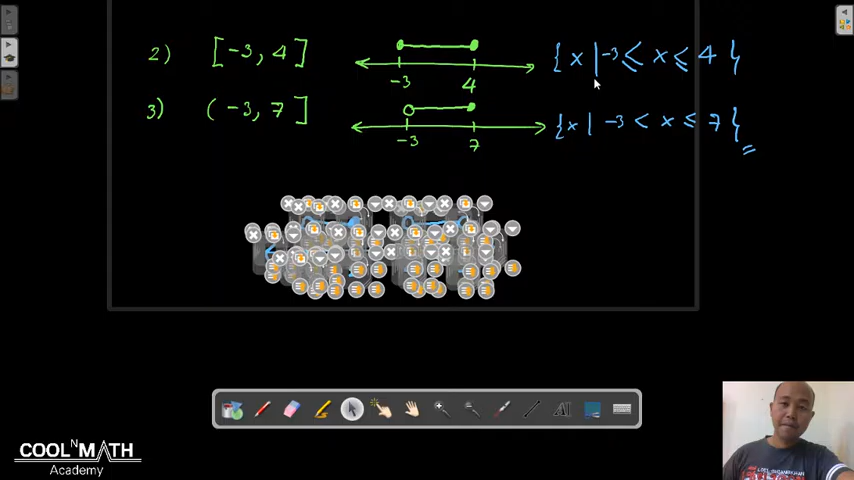 2) [-3, 4] -3 4 {x | -3 ≤ x ≤ 4}
3) (-3, 7] -3 7 {x | -3 < x ≤ 7}
COOL N MATH
Academy